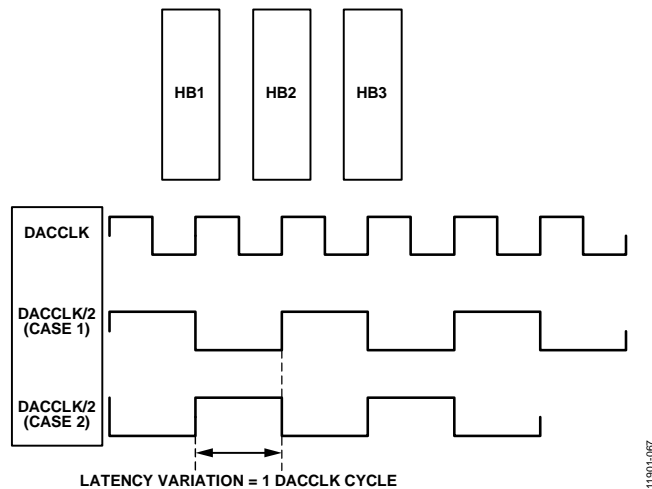 HB1
HB2
HB3
DACCLK
DACCLK/2
(CASE 1)
DACCLK/2
(CASE 2)
LATENCY VARIATION = 1 DACCLK CYCLE
11901-067